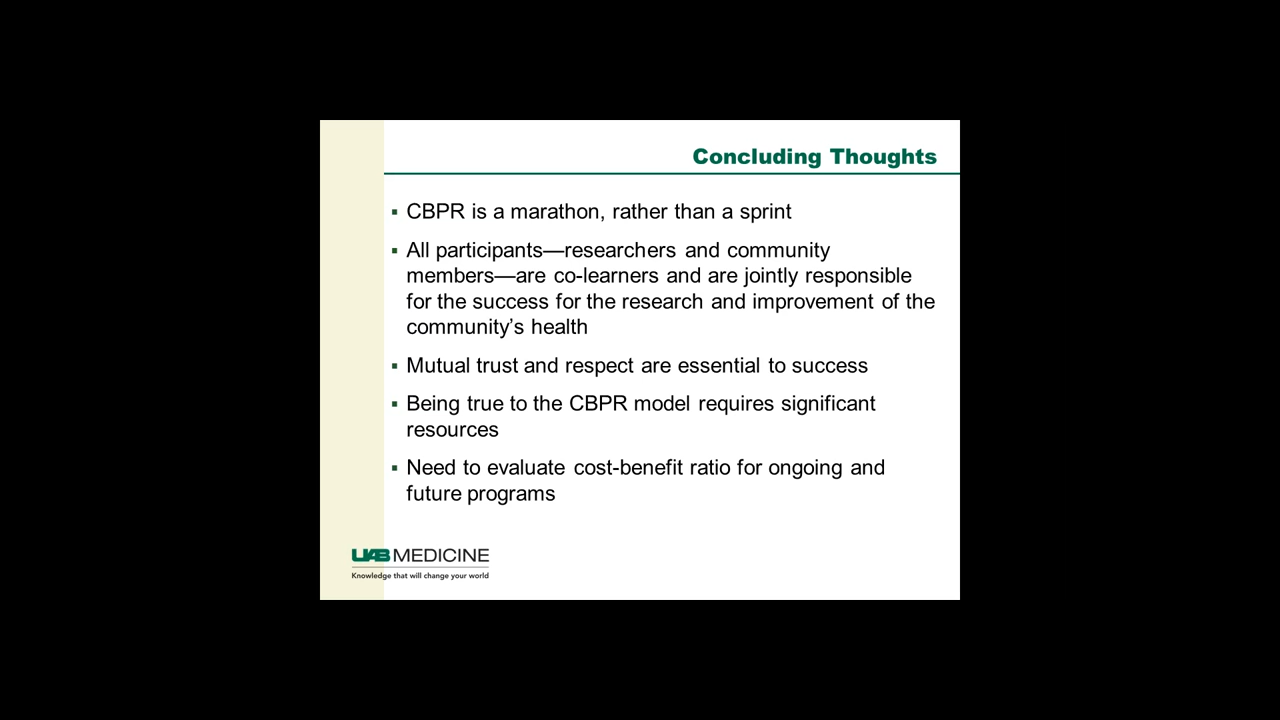 Concluding Thoughts
▪ CBPR is a marathon, rather than a sprint
▪ All participants—researchers and community
members—are co-learners and are jointly responsible
for the success for the research and improvement of the
community’s health
▪ Mutual trust and respect are essential to success
▪ Being true to the CBPR model requires significant
resources
▪ Need to evaluate cost-benefit ratio for ongoing and
future programs
UAB MEDICINE
Knowledge that will change your world